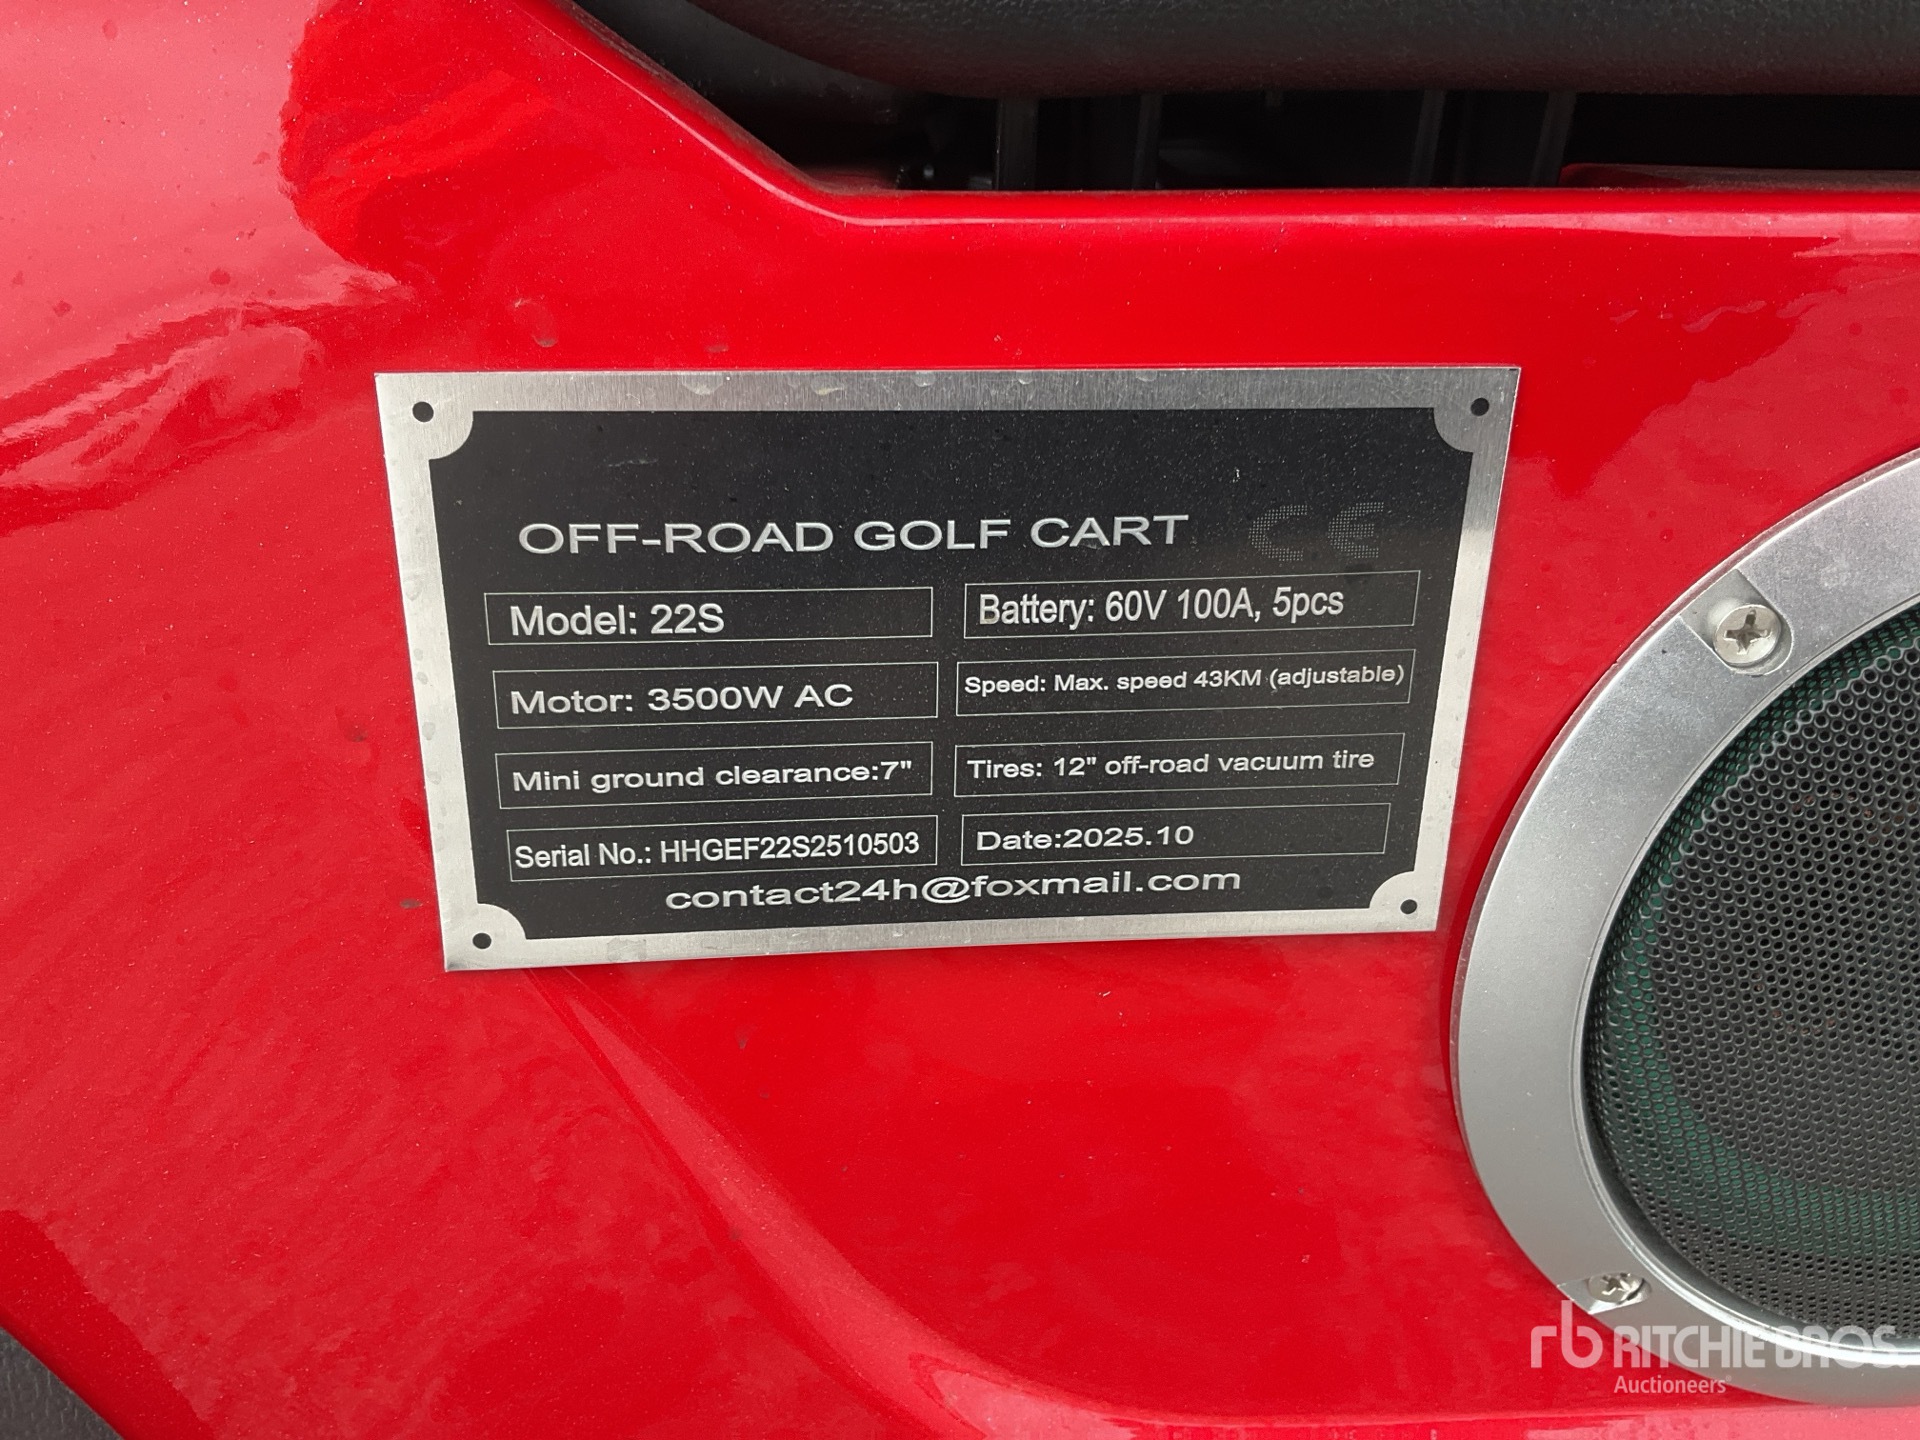 OFF-ROAD GOLF CART CE
Model: 22S
Battery: 60V 100A, 5pcs
Motor: 3500W AC
Speed: Max. speed 43KM (adjustable)
Mini ground clearance:7"
Tires: 12" off-road vacuum tire
Serial No.: HHGEF22S2510503
Date:2025.10
contact24h@foxmail.com
rb RITCHIE BROS.
Auctioneers